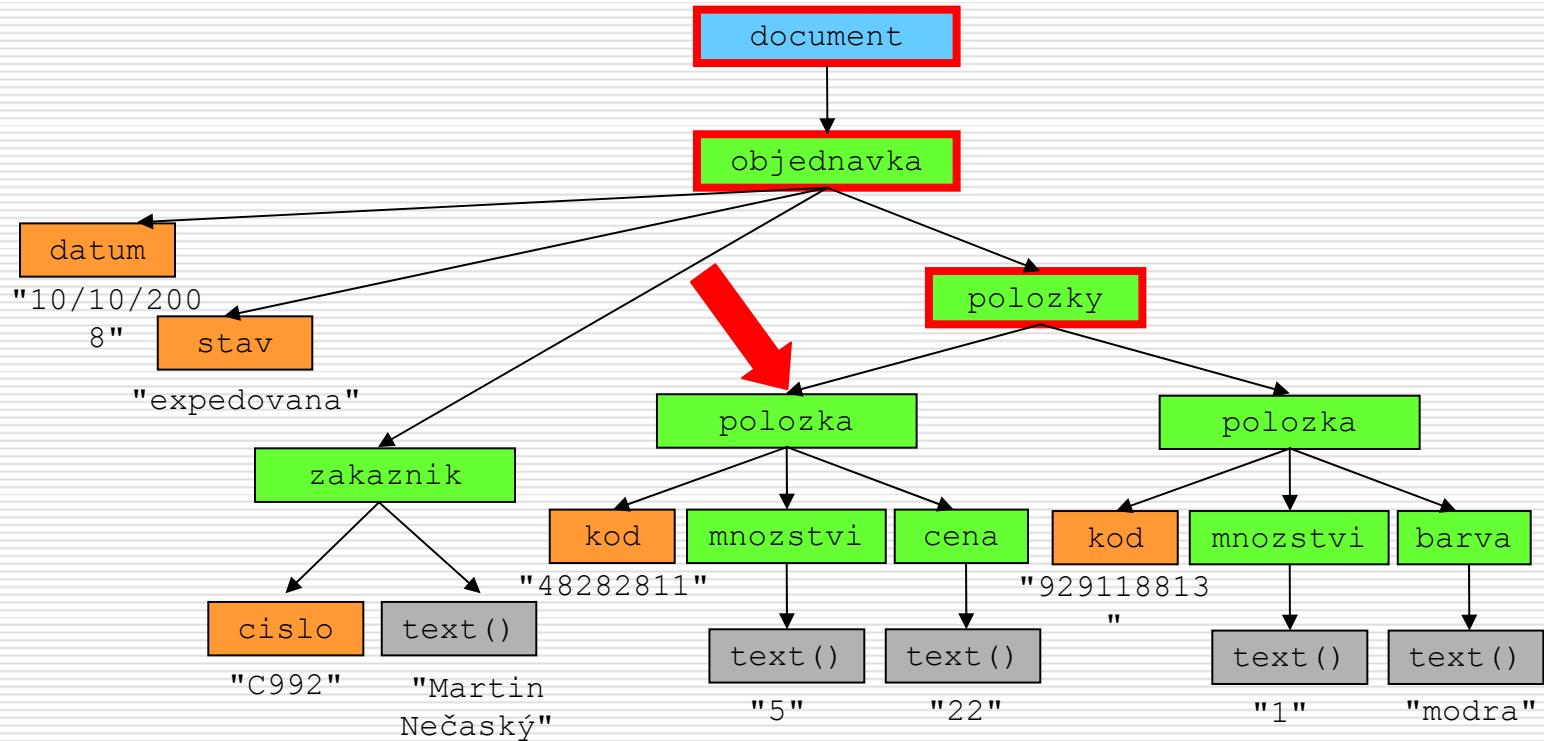 document
objednavka
datum
"10/10/200
8"
stav
"expedovana"
polozky
polozka
polozka
zakaznik
kod
mnozstvi
cena
kod
mnozstvi
barva
"48282811"
"929118813
"
cislo
text()
text()
text()
text()
text()
"C992"
"Martin
Nečaský"
"5"
"22"
"1"
"modra"